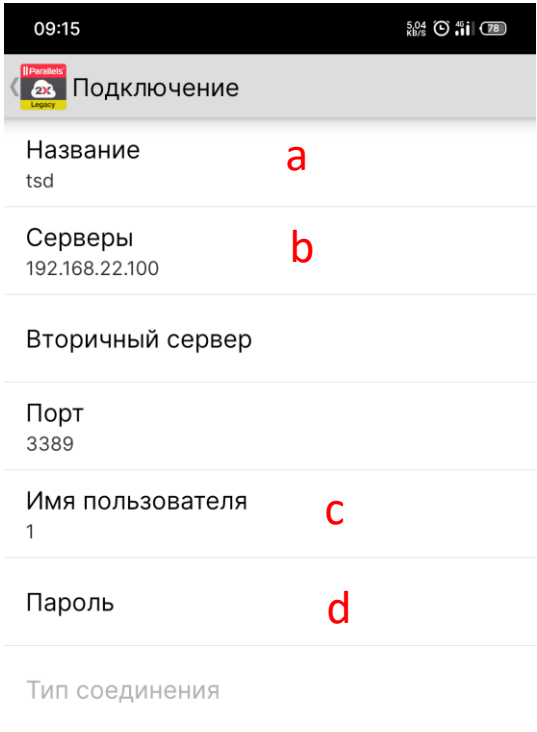 09:15
5,04 KB/S 4G 78
|| Parallels
2X
Legacy
Подключение
Название a
tsd
Серверы b
192.168.22.100
Вторичный сервер
Порт
3389
Имя пользователя c
1
Пароль d
Тип соединения